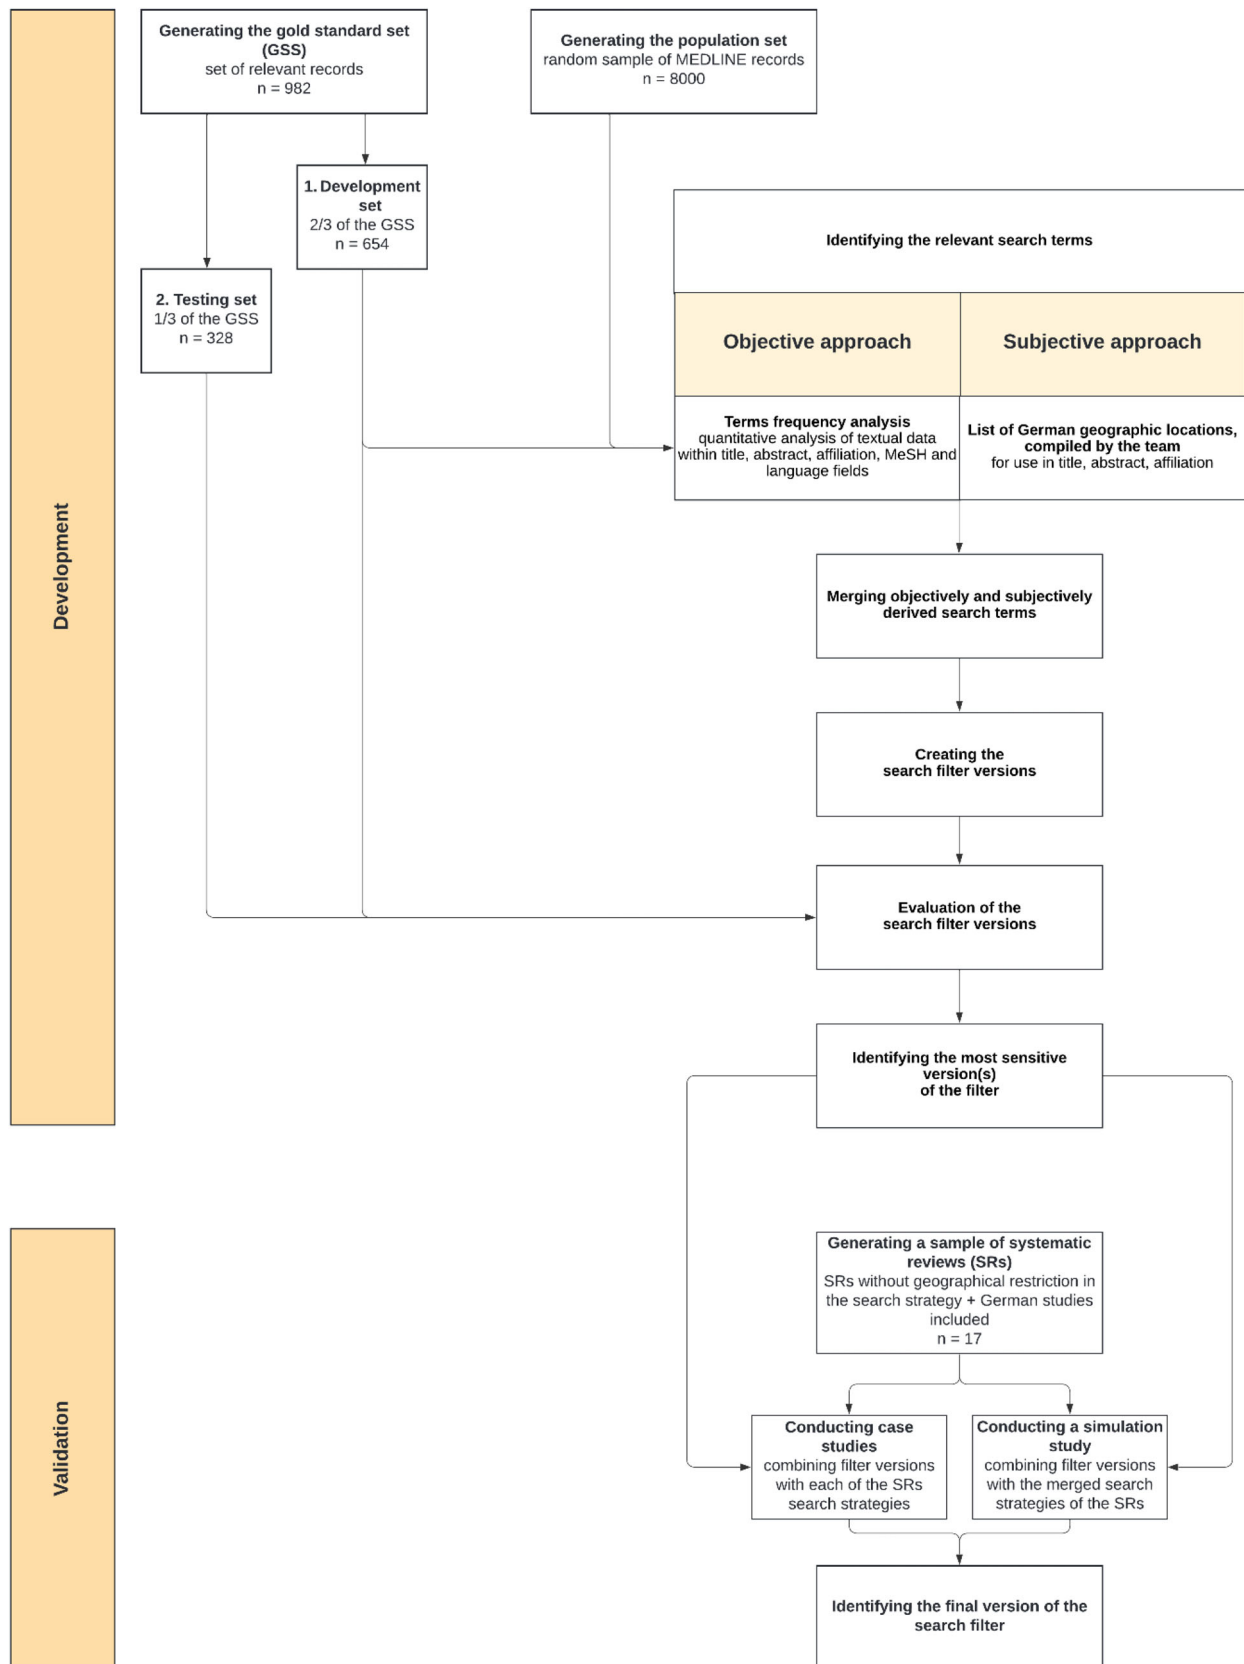 Development
Generating the gold standard set
(GSS)
set of relevant records
n = 982
Generating the population set
random sample of MEDLINE records
n = 8000
1. Development
set
2/3 of the GSS
n = 654
2. Testing set
1/3 of the GSS
n = 328
Identifying the relevant search terms
Objective approach
Subjective approach
Terms frequency analysis
quantitative analysis of textual data
within title, abstract, affiliation, MeSH and
language fields
List of German geographic locations,
compiled by the team
for use in title, abstract, affiliation
Merging objectively and subjectively
derived search terms
Creating the
search filter versions
Evaluation of the
search filter versions
Identifying the most sensitive
version(s)
of the filter
Validation
Generating a sample of systematic
reviews (SRs)
SRs without geographical restriction in
the search strategy + German studies
included
n = 17
Conducting case
studies
combining filter versions
with each of the SRs
search strategies
Conducting a simulation
study
combining filter versions
with the merged search
strategies of the SRs
Identifying the final version of the
search filter